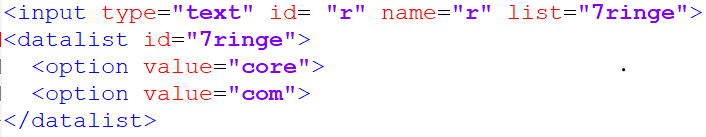 <input type="text" id= "r" name="r" list="7ringe">
<datalist id="7ringe">
<option value="core">
<option value="com">
</datalist>